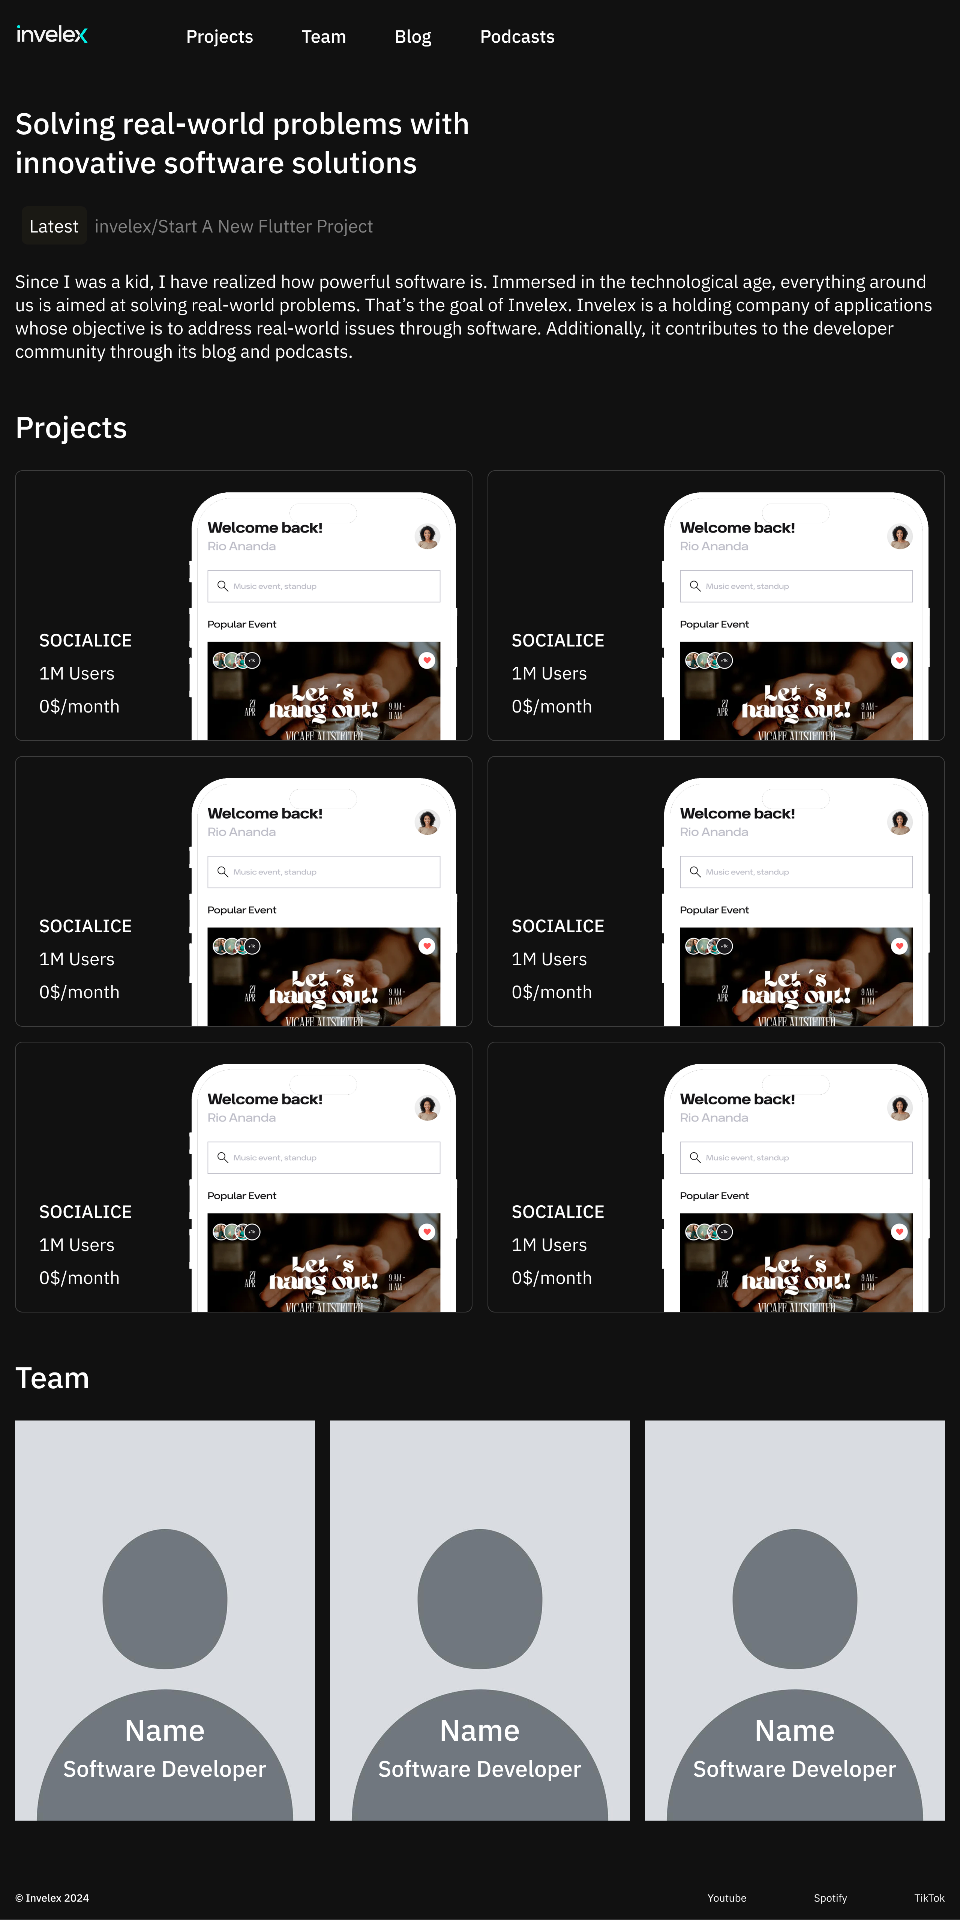 invelex
Projects Team Blog Podcasts
Solving real-world problems with
innovative software solutions
Latest invelex/Start A New Flutter Project
Since I was a kid, I have realized how powerful software is. Immersed in the technological age, everything around
us is aimed at solving real-world problems. That's the goal of Invelex. Invelex is a holding company of applications
whose objective is to address real-world issues through software. Additionally, it contributes to the developer
community through its blog and podcasts.
Projects
SOCIALICE
1M Users
0$/month
Welcome back!
Rio Ananda
Music event, standup
Popular Event
Let ´s
hang out!
27
APR
9 AM -
11 AM
VICAFE ALTSTETTEN
SOCIALICE
1M Users
0$/month
Welcome back!
Rio Ananda
Music event, standup
Popular Event
Let ´s
hang out!
27
APR
9 AM -
11 AM
VICAFE ALTSTETTEN
SOCIALICE
1M Users
0$/month
Welcome back!
Rio Ananda
Music event, standup
Popular Event
Let ´s
hang out!
27
APR
9 AM -
11 AM
VICAFE ALTSTETTEN
SOCIALICE
1M Users
0$/month
Welcome back!
Rio Ananda
Music event, standup
Popular Event
Let ´s
hang out!
27
APR
9 AM -
11 AM
VICAFE ALTSTETTEN
SOCIALICE
1M Users
0$/month
Welcome back!
Rio Ananda
Music event, standup
Popular Event
Let ´s
hang out!
27
APR
9 AM -
11 AM
VICAFE ALTSTETTEN
SOCIALICE
1M Users
0$/month
Welcome back!
Rio Ananda
Music event, standup
Popular Event
Let ´s
hang out!
27
APR
9 AM -
11 AM
VICAFE ALTSTETTEN
Team
Name
Software Developer
Name
Software Developer
Name
Software Developer
© Invelex 2024
Youtube Spotify TikTok